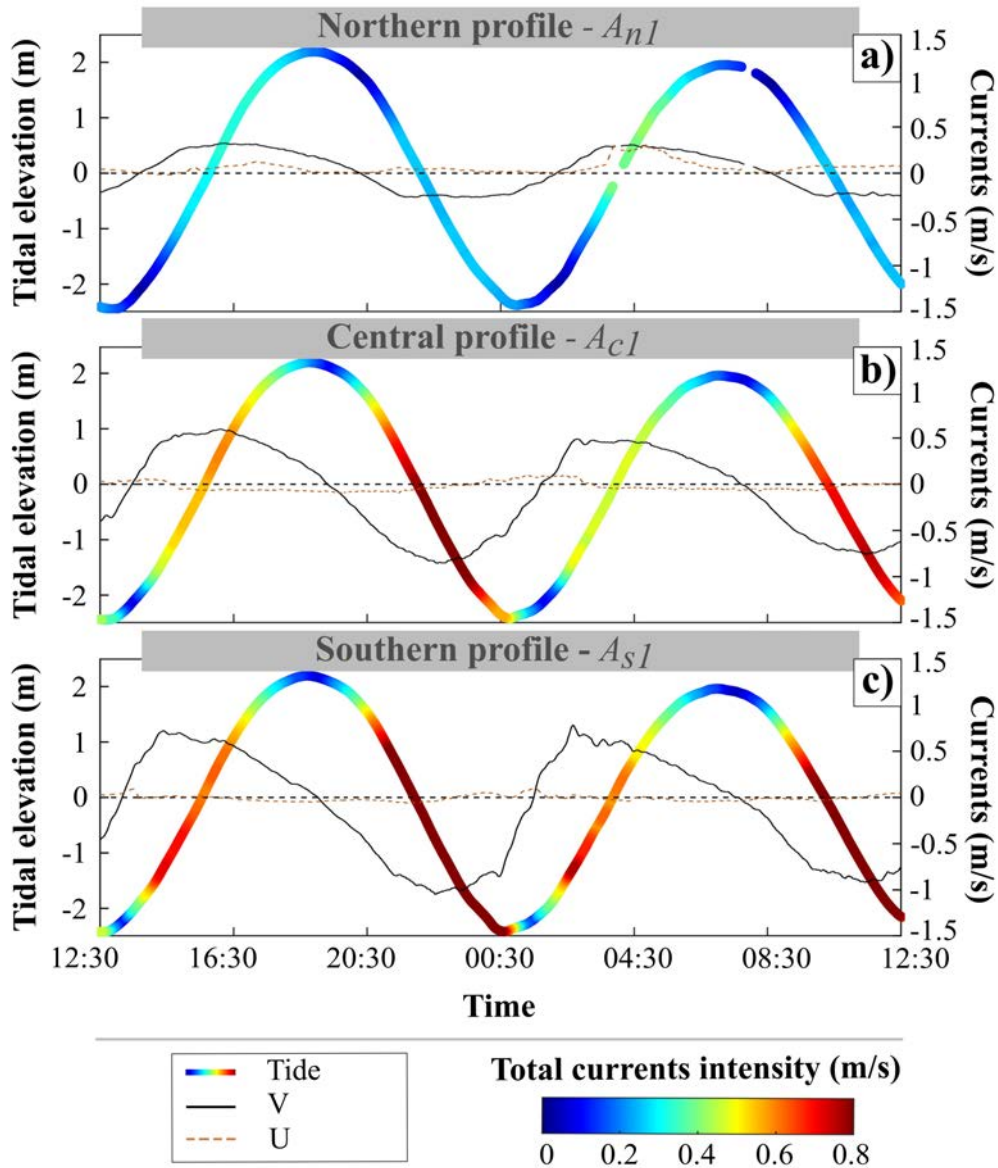 Northern profile - An1
a)
Tidal elevation (m)
2
1
0
-1
-2
1.5
1
0.5
0
-0.5
-1
-1.5
Currents (m/s)
Central profile - Ac1
b)
Tidal elevation (m)
2
1
0
-1
-2
1.5
1
0.5
0
-0.5
-1
-1.5
Currents (m/s)
Southern profile - As1
c)
Tidal elevation (m)
2
1
0
-1
-2
1.5
1
0.5
0
-0.5
-1
-1.5
Currents (m/s)
12:30 16:30 20:30 00:30 04:30 08:30 12:30
Time
Tide
V
U
Total currents intensity (m/s)
0 0.2 0.4 0.6 0.8